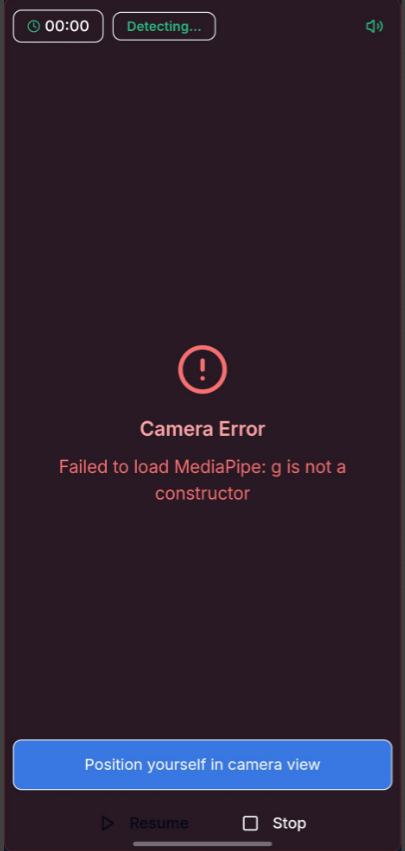 00:00
Detecting...
Camera Error
Failed to load MediaPipe: g is not a
constructor
Position yourself in camera view
Resume
Stop